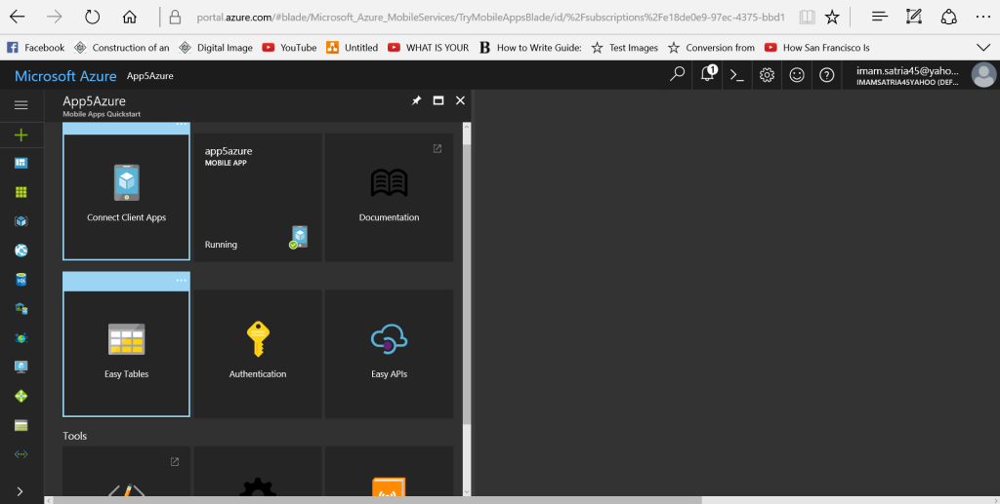 portal.azure.com/#blade/Microsoft_Azure_MobileServices/TryMobileAppsBlade/id/%2Fsubscriptions%2Fe18de0e9-97ec-4375-bbd1
Facebook Construction of an Digital Image YouTube Untitled WHAT IS YOUR B How to Write Guide: Test Images Conversion from How San Francisco Is
Microsoft Azure App5Azure 1 imam.satria45@yaho...
IMAMSATRIA45YAHOO (DEF...
App5Azure
Mobile Apps Quickstart
Connect Client Apps
app5azure
MOBILE APP
Running
Documentation
Easy Tables
Authentication
Easy APIs
Tools